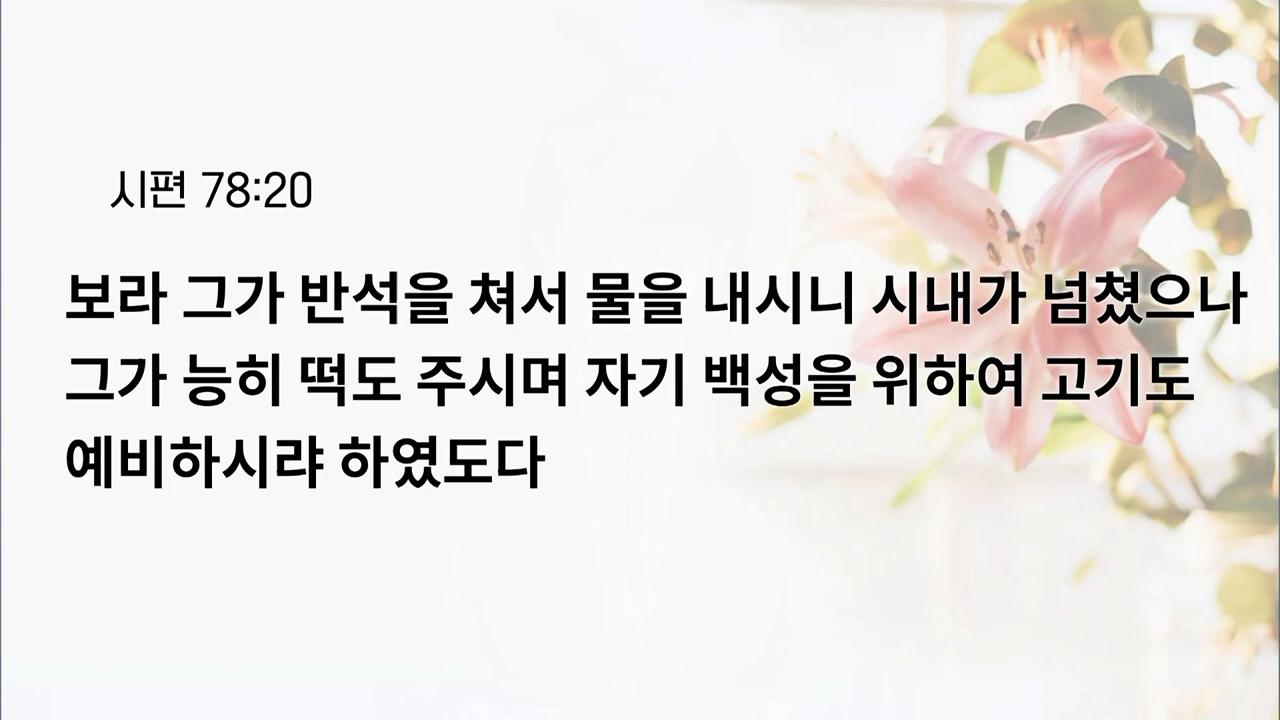 시편 78:20
보라 그가 반석을 쳐서 물을 내시니 시내가 넘쳤으나
그가 능히 떡도 주시며 자기 백성을 위하여 고기도
예비하시랴 하였도다